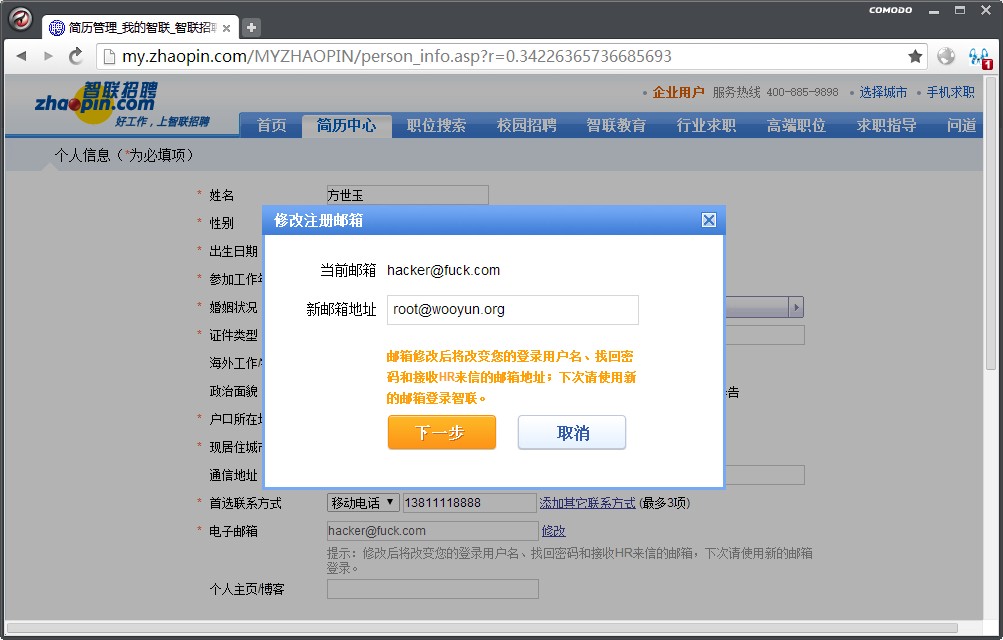 COMODO
简历管理_我的智联_智联招聘
my.zhaopin.com/MYZHAOPIN/person_info.asp?r=0.34226365736685693
1
智联招聘
zhaopin.com
好工作，上智联招聘
企业用户 服务热线 400-885-9898 选择城市 手机求职
首页 简历中心 职位搜索 校园招聘 智联教育 行业求职 高端职位 求职指导 问道
个人信息（*为必填项）
* 姓名 方世玉
* 性别
* 出生日期
* 参加工作年
* 婚姻状况
* 证件类型
海外工作
政治面貌
* 户口所在地
* 现居住城市
通信地址
修改注册邮箱
当前邮箱 hacker@fuck.com
新邮箱地址 root@wooyun.org
邮箱修改后将改变您的登录用户名、找回密
码和接收HR来信的邮箱地址；下次请使用新
的邮箱登录智联。
下一步 取消
告
* 首选联系方式 移动电话 13811118888 添加其它联系方式 (最多3项)
* 电子邮箱 hacker@fuck.com 修改
提示：修改后将改变您的登录用户名、找回密码和接收HR来信的邮箱，下次请使用新的邮箱
登录。
个人主页/博客